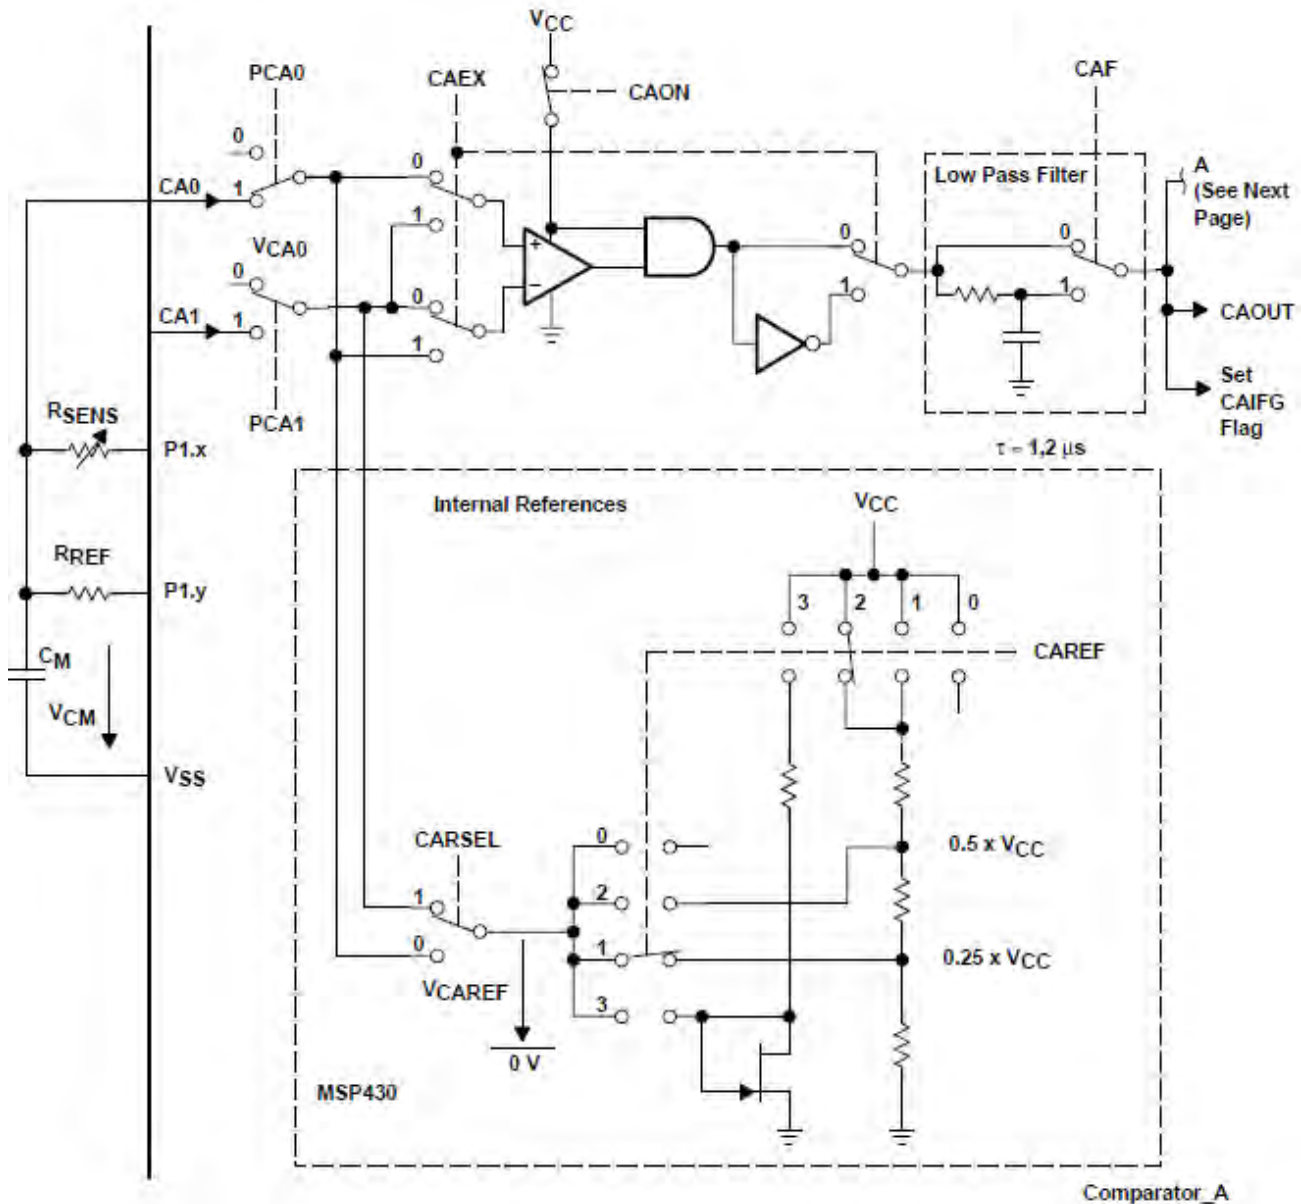 VCC
PCA0
CAEX
CAON
CAF
0
CA0
1
0
1
0
1
VCA0
0
CA1
1
0
1
+
−
Low Pass Filter
0
1
A
(See Next
Page)
CAOUT
Set
CAIFG
Flag
PCA1
RSENS
P1.x
τ = 1,2 µs
Internal References
VCC
RREF
P1.y
3
2
1
0
CAREF
CM
VCM
VSS
CARSEL
1
0
VCAREF
0 V
0
2
1
3
0.5 x VCC
0.25 x VCC
MSP430
Comparator_A